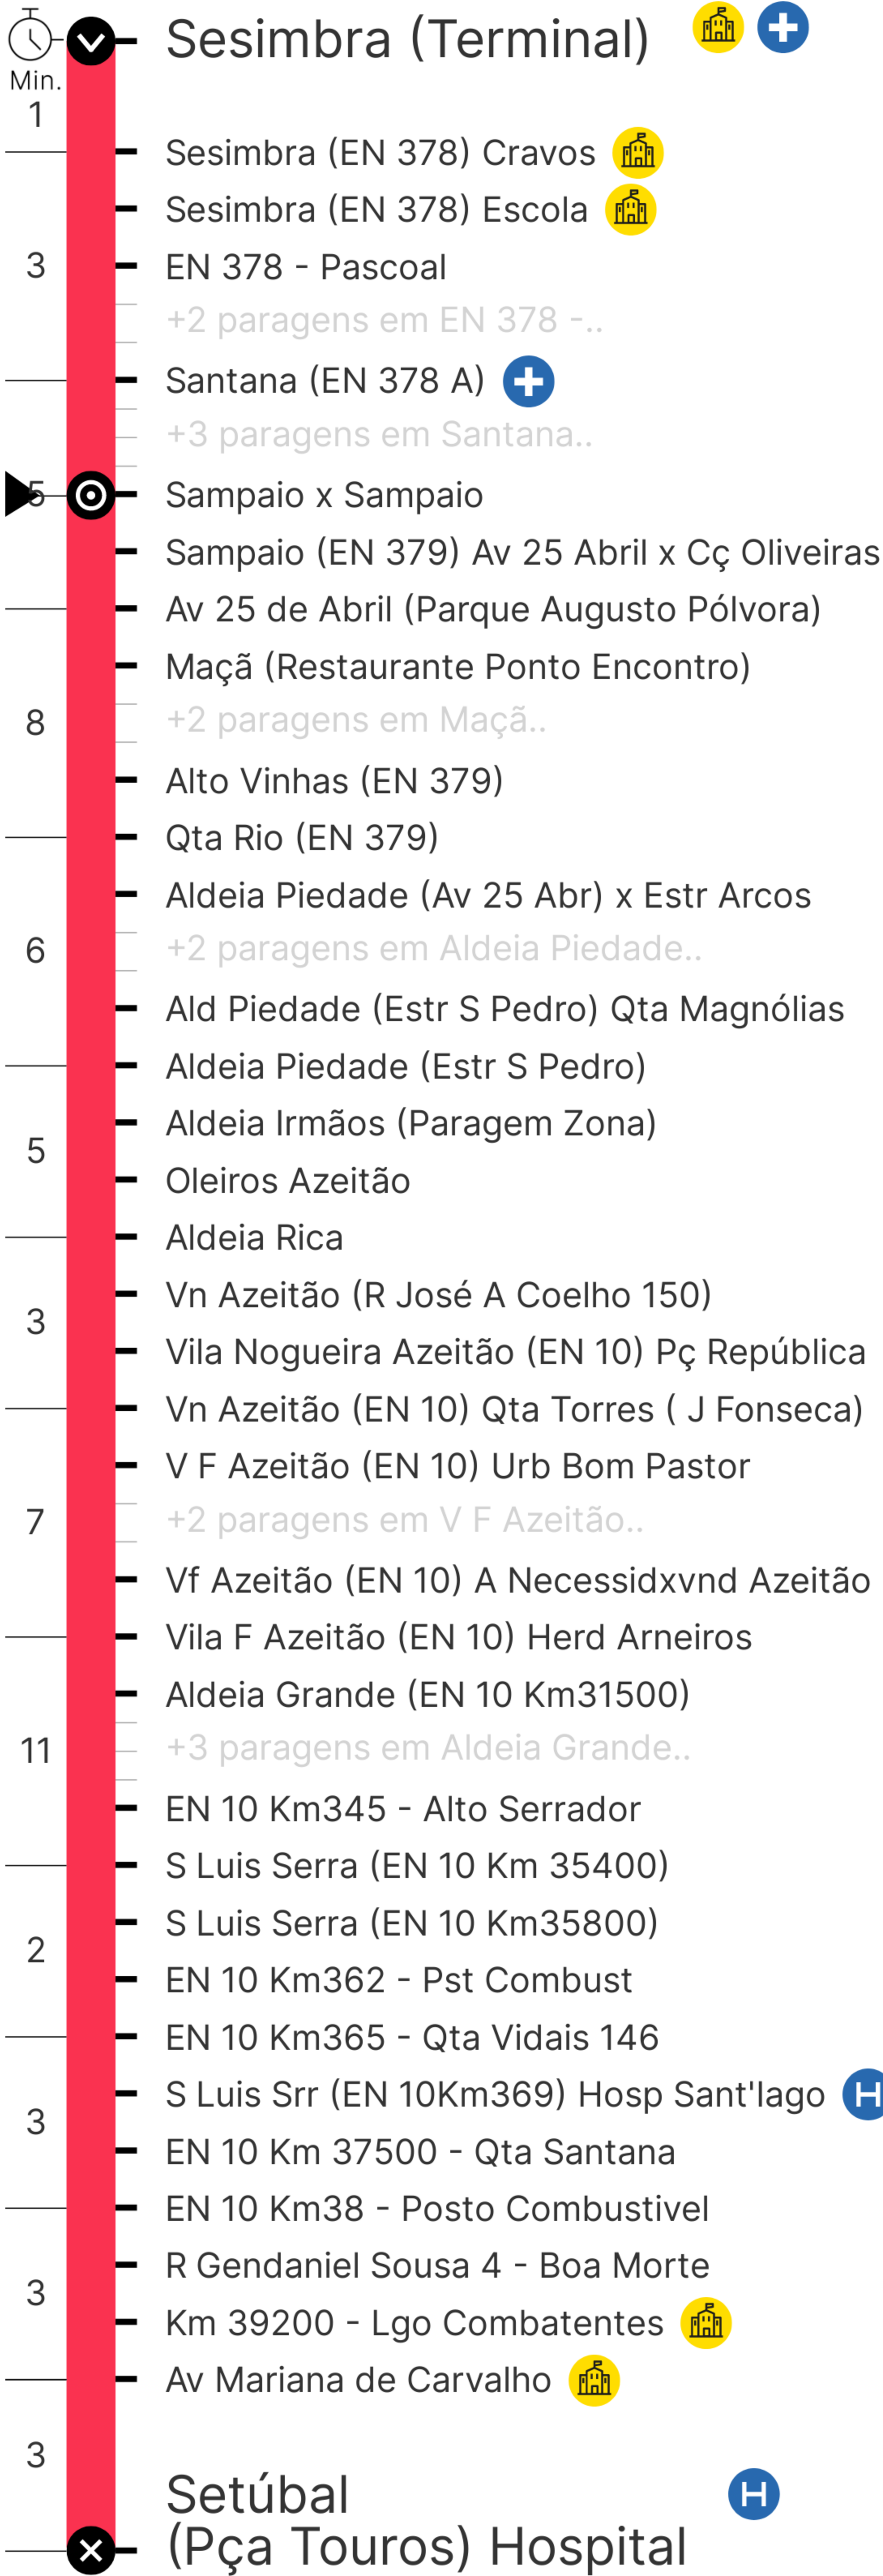 Sesimbra (Terminal)
Min.
1
Sesimbra (EN 378) Cravos
Sesimbra (EN 378) Escola
3
EN 378 - Pascoal
+2 paragens em EN 378 -..
Santana (EN 378 A)
+3 paragens em Santana..
5
Sampaio x Sampaio
Sampaio (EN 379) Av 25 Abril x Cç Oliveiras
Av 25 de Abril (Parque Augusto Pólvora)
Maçã (Restaurante Ponto Encontro)
8
+2 paragens em Maçã..
Alto Vinhas (EN 379)
Qta Rio (EN 379)
Aldeia Piedade (Av 25 Abr) x Estr Arcos
6
+2 paragens em Aldeia Piedade..
Ald Piedade (Estr S Pedro) Qta Magnólias
Aldeia Piedade (Estr S Pedro)
Aldeia Irmãos (Paragem Zona)
5
Oleiros Azeitão
Aldeia Rica
Vn Azeitão (R José A Coelho 150)
3
Vila Nogueira Azeitão (EN 10) Pç República
Vn Azeitão (EN 10) Qta Torres ( J Fonseca)
V F Azeitão (EN 10) Urb Bom Pastor
7
+2 paragens em V F Azeitão..
Vf Azeitão (EN 10) A Necessidxvnd Azeitão
Vila F Azeitão (EN 10) Herd Arneiros
Aldeia Grande (EN 10 Km31500)
11
+3 paragens em Aldeia Grande..
EN 10 Km345 - Alto Serrador
S Luis Serra (EN 10 Km 35400)
S Luis Serra (EN 10 Km35800)
2
EN 10 Km362 - Pst Combust
EN 10 Km365 - Qta Vidais 146
S Luis Srr (EN 10Km369) Hosp Sant'Iago
H
3
EN 10 Km 37500 - Qta Santana
EN 10 Km38 - Posto Combustivel
R Gendaniel Sousa 4 - Boa Morte
3
Km 39200 - Lgo Combatentes
Av Mariana de Carvalho
3
Setúbal
H
(Pça Touros) Hospital